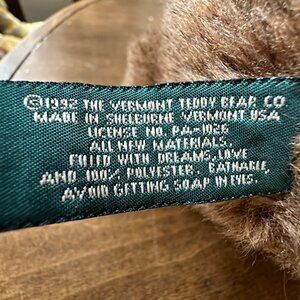 ©1992 THE VERMONT TEDDY BEAR CO
MADE IN SHELBURNE VERMONT USA
LICENSE NO. PA-1026
ALL NEW MATERIALS.
FILLED WITH DREAMS, LOVE
AND 100% POLYESTER. BATHABLE,
AVOID GETTING SOAP IN EYES.